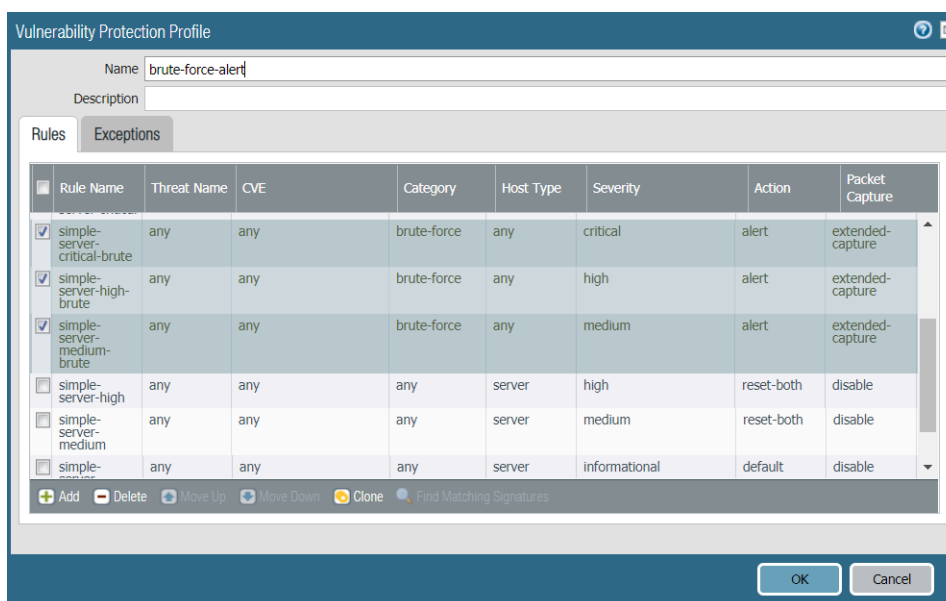 Vulnerability Protection Profile
Name brute-force-alert
Description
Rules Exceptions
Rule Name Threat Name CVE Category Host Type Severity Action Packet
Capture
simple- any any brute-force any critical alert extended-
server- capture
critical-brute
simple- any any brute-force any high alert extended-
server-high- capture
brute
simple- any any brute-force any medium alert extended-
server- capture
medium-
brute
simple- any any any server high reset-both disable
server-high
simple- any any any server medium reset-both disable
server-
medium
simple- any any any server informational default disable
Add Delete Move Up Move Down Clone Find Matching Signatures
OK Cancel